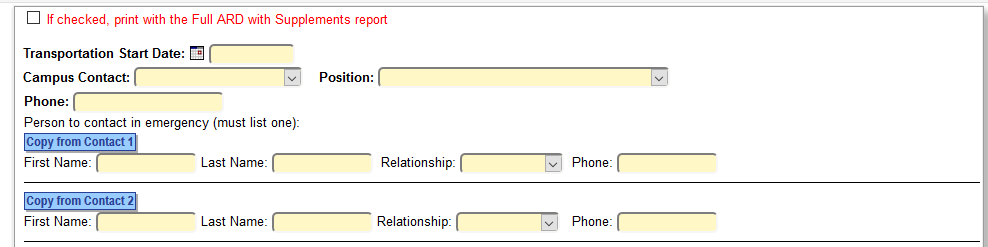 If checked, print with the Full ARD with Supplements report
Transportation Start Date:
Campus Contact: Position:
Phone:
Person to contact in emergency (must list one):
Copy from Contact 1
First Name: Last Name: Relationship: Phone:
Copy from Contact 2
First Name: Last Name: Relationship: Phone: